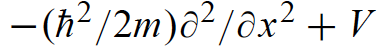 −(ħ²/2m)∂²/∂x² + V